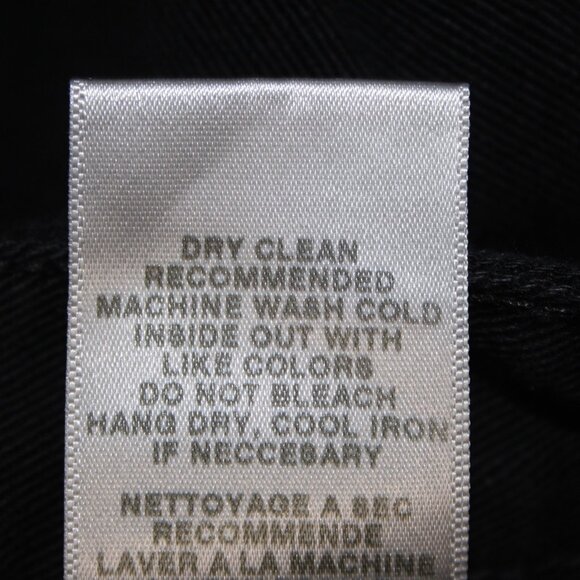 DRY CLEAN
RECOMMENDED
MACHINE WASH COLD
INSIDE OUT WITH
LIKE COLORS
DO NOT BLEACH
HANG DRY, COOL IRON
IF NECCESARY
NETTOYAGE A SEC
RECOMMENDE
LAVER A LA MACHINE